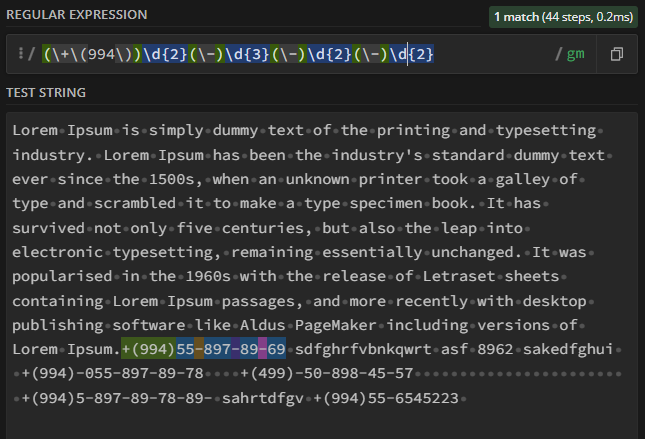 REGULAR EXPRESSION
1 match (44 steps, 0.2ms)
/ (\+\(994\))\d{2}(\-)\d{3}(\-)\d{2}(\-)\d{2} / gm
TEST STRING
Lorem Ipsum is simply dummy text of the printing and typesetting
industry. Lorem Ipsum has been the industry's standard dummy text
ever since the 1500s, when an unknown printer took a galley of
type and scrambled it to make a type specimen book. It has
survived not only five centuries, but also the leap into
electronic typesetting, remaining essentially unchanged. It was
popularised in the 1960s with the release of Letraset sheets
containing Lorem Ipsum passages, and more recently with desktop
publishing software like Aldus PageMaker including versions of
Lorem Ipsum.+(994)55-897-89-69 sdfghrfvbnkqwrt asf 8962 sakedfghui
+(994)-055-897-89-78    +(499)-50-898-45-57
+(994)5-897-89-78-89- sahrtdfgv +(994)55-6545223